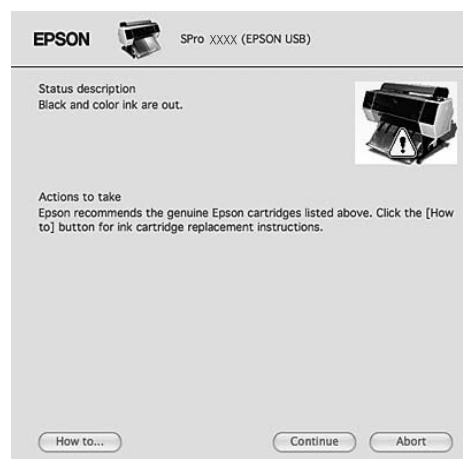 EPSON
SPro XXXX (EPSON USB)
Status description
Black and color ink are out.
Actions to take
Epson recommends the genuine Epson cartridges listed above. Click the [How
to] button for ink cartridge replacement instructions.
How to...
Continue
Abort